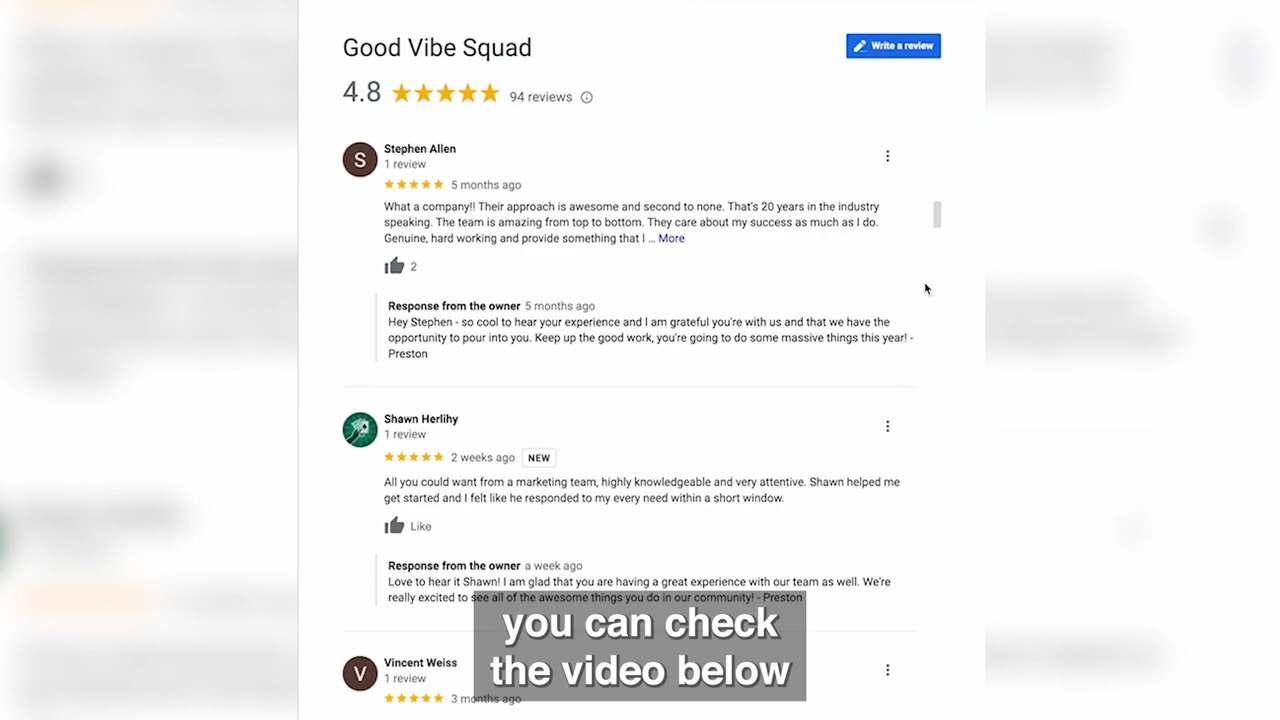 Good Vibe Squad
Write a review
4.8
94 reviews
S
Stephen Allen
1 review
5 months ago
What a company!! Their approach is awesome and second to none. That's 20 years in the industry
speaking. The team is amazing from top to bottom. They care about my success as much as I do.
Genuine, hard working and provide something that I ... More
2
Response from the owner 5 months ago
Hey Stephen - so cool to hear your experience and I am grateful you're with us and that we have the
opportunity to pour into you. Keep up the good work, you're going to do some massive things this year! -
Preston
Shawn Herlihy
1 review
2 weeks ago NEW
All you could want from a marketing team, highly knowledgeable and very attentive. Shawn helped me
get started and I felt like he responded to my every need within a short window.
Like
Response from the owner a week ago
Love to hear it Shawn! I am glad that you are having a great experience with our team as well. We're
really excited to see all of the awesome things you do in our community! - Preston
you can check
the video below
V
Vincent Weiss
1 review
3 months ago